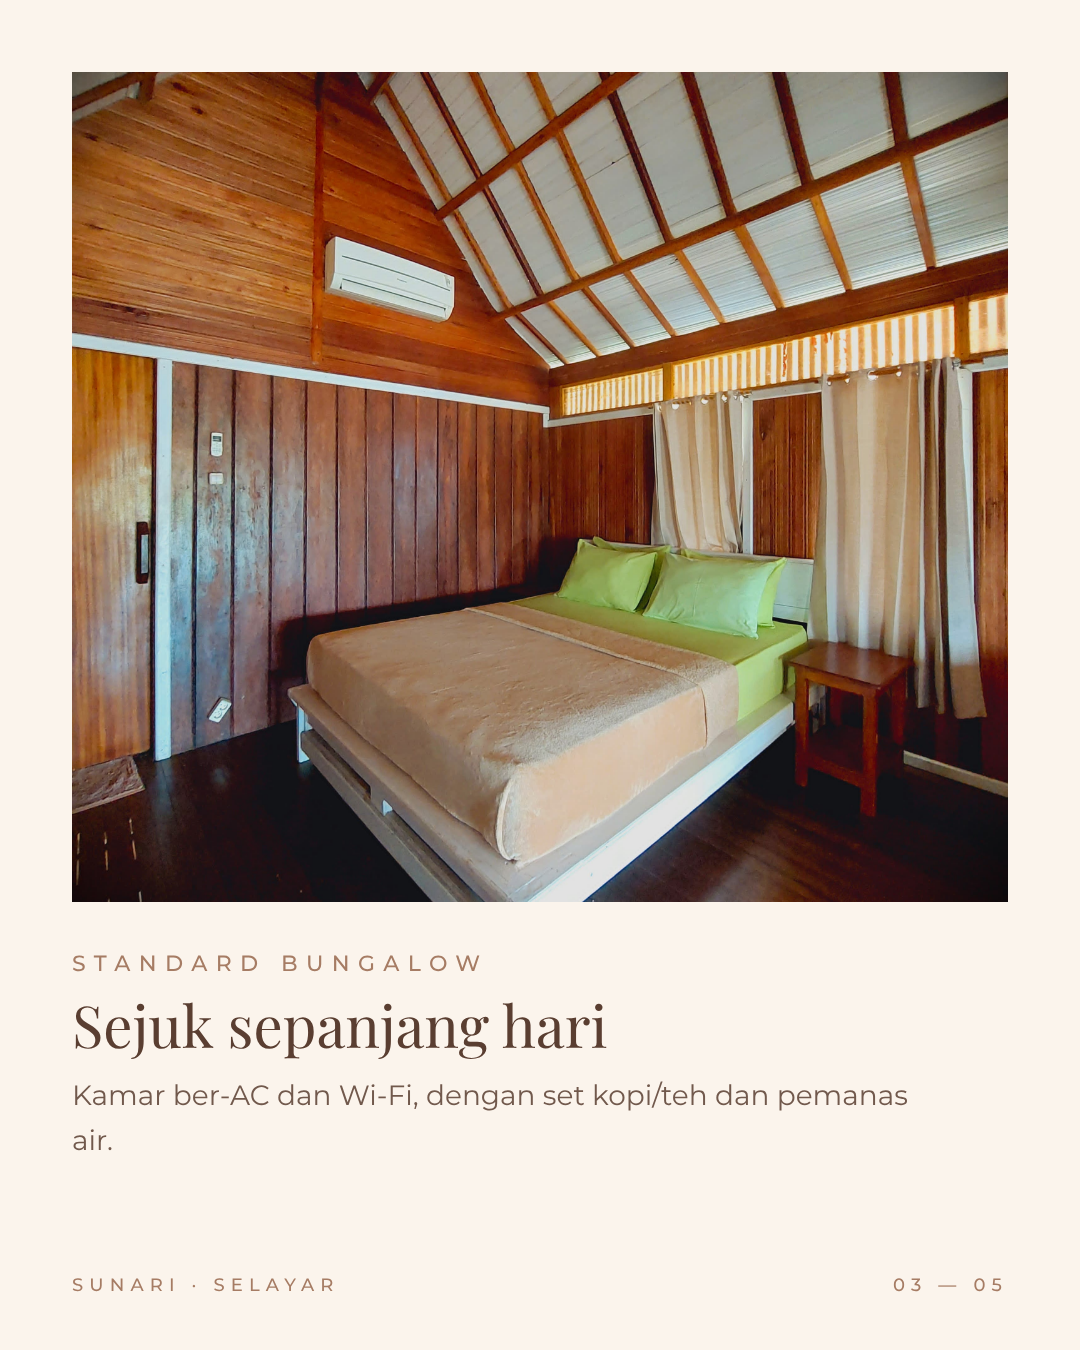 STANDARD BUNGALOW
Sejuk sepanjang hari
Kamar ber-AC dan Wi-Fi, dengan set kopi/teh dan pemanas
air.
SUNARI · SELAYAR
03 — 05